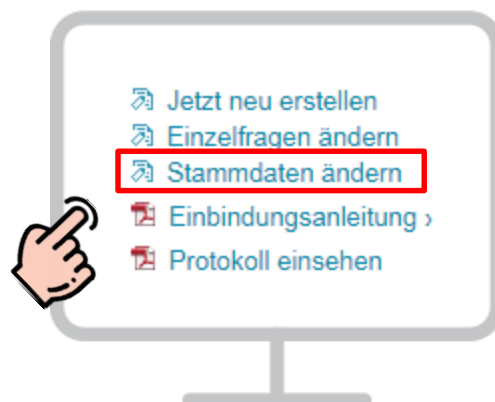 Jetzt neu erstellen
Einzelfragen ändern
Stammdaten ändern
Einbindungsanleitung ›
Protokoll einsehen